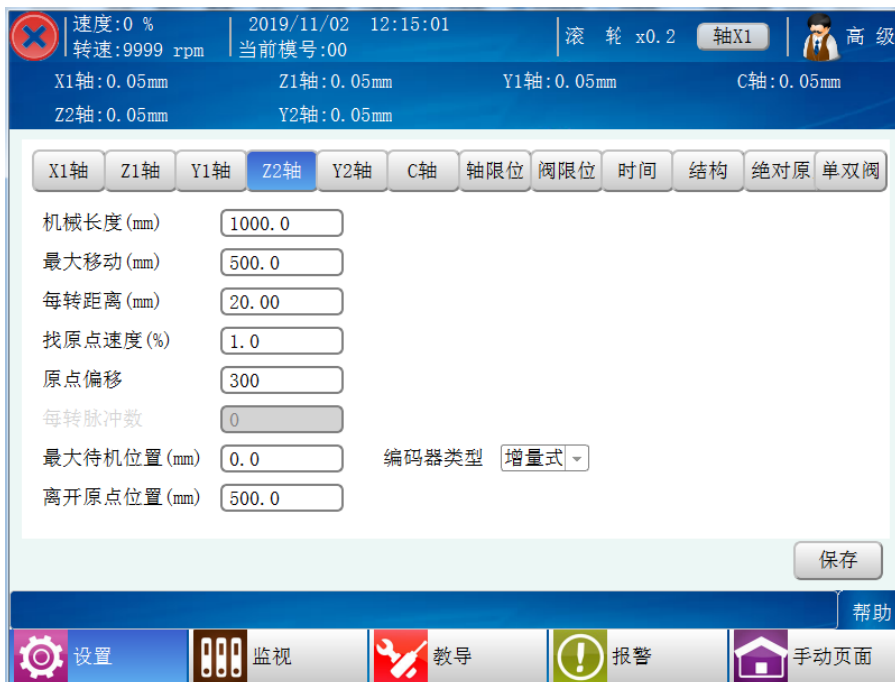 速度:0 % 2019/11/02 12:15:01 滚 轮 x0.2 轴X1 高 级
转速:9999 rpm 当前模号:00
X1轴:0.05mm Z1轴:0.05mm Y1轴:0.05mm C轴:0.05mm
Z2轴:0.05mm Y2轴:0.05mm
X1轴 Z1轴 Y1轴 Z2轴 Y2轴 C轴 轴限位 阀限位 时间 结构 绝对原 单双阀
机械长度(mm) 1000.0
最大移动(mm) 500.0
每转距离(mm) 20.00
找原点速度(%) 1.0
原点偏移 300
每转脉冲数 0
最大待机位置(mm) 0.0 编码器类型 增量式
离开原点位置(mm) 500.0
保存
帮助
设置 监视 教导 报警 手动页面